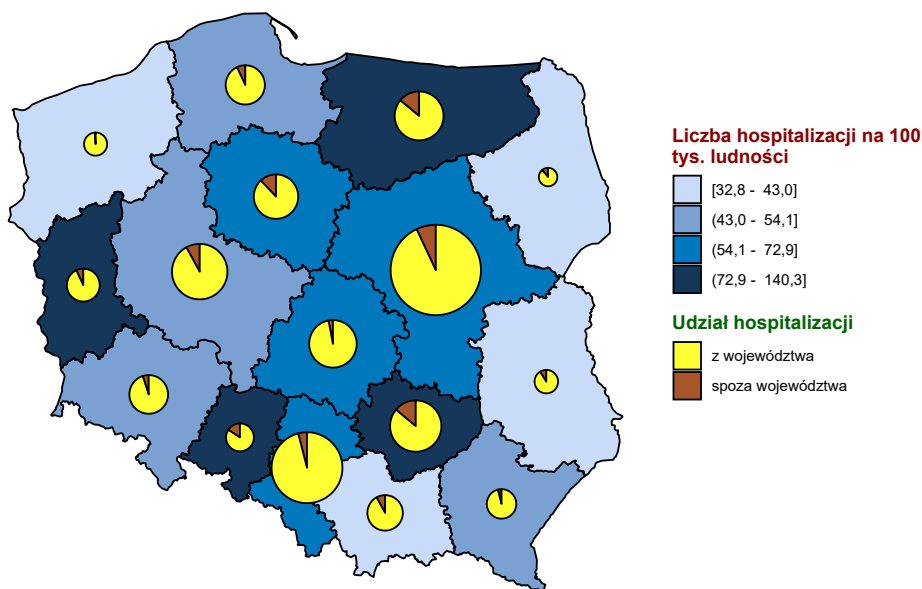 Liczba hospitalizacji na 100
tys. ludności
[32,8 - 43,0]
(43,0 - 54,1]
(54,1 - 72,9]
(72,9 - 140,3]
Udział hospitalizacji
z województwa
spoza województwa